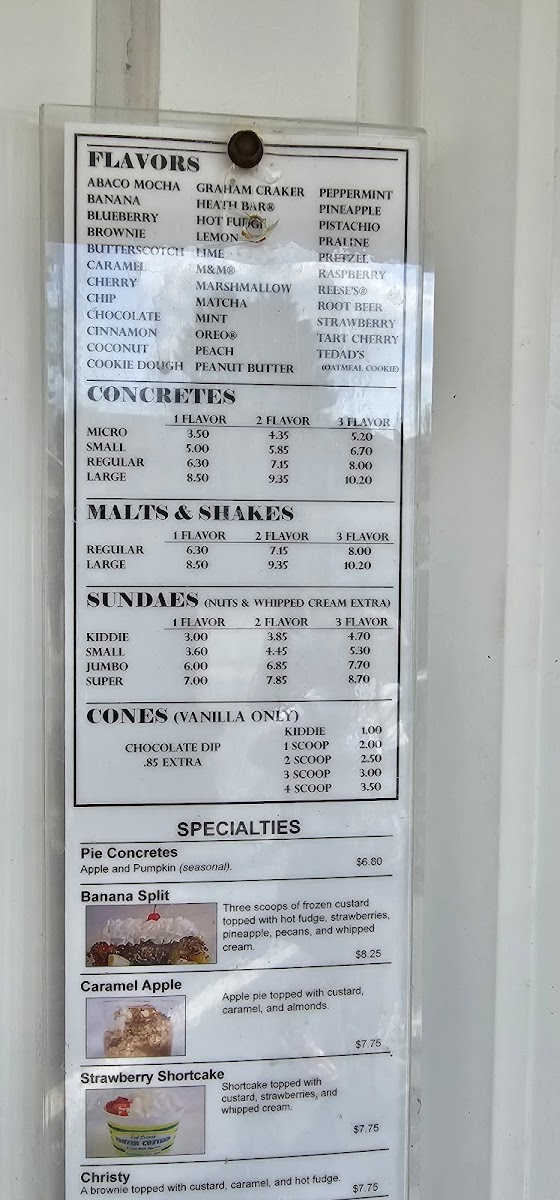 FLAVORS
ABACO MOCHA
BANANA
BLUEBERRY
BROWNIE
BUTTERSCOTCH
CARAMEL
CHERRY
CHIP
CHOCOLATE
CINNAMON
COCONUT
COOKIE DOUGH
GRAHAM CRAKER
HEATH BAR®
HOT FUDGE
LEMON
LIME
M&M®
MARSHMALLOW
MATCHA
MINT
OREO®
PEACH
PEANUT BUTTER
PEPPERMINT
PINEAPPLE
PISTACHIO
PRALINE
PRETZEL
RASPBERRY
REESE'S®
ROOT BEER
STRAWBERRY
TART CHERRY
TEDAD'S
(OATMEAL COOKIE)
CONCRETES
1 FLAVOR 2 FLAVOR 3 FLAVOR
MICRO 3.50 4.35 5.20
SMALL 5.00 5.85 6.70
REGULAR 6.30 7.15 8.00
LARGE 8.50 9.35 10.20
MALTS & SHAKES
1 FLAVOR 2 FLAVOR 3 FLAVOR
REGULAR 6.30 7.15 8.00
LARGE 8.50 9.35 10.20
SUNDAES (NUTS & WHIPPED CREAM EXTRA)
1 FLAVOR 2 FLAVOR 3 FLAVOR
KIDDIE 3.00 3.85 4.70
SMALL 3.60 4.45 5.30
JUMBO 6.00 6.85 7.70
SUPER 7.00 7.85 8.70
CONES (VANILLA ONLY)
CHOCOLATE DIP
.85 EXTRA
KIDDIE 1.00
1 SCOOP 2.00
2 SCOOP 2.50
3 SCOOP 3.00
4 SCOOP 3.50
SPECIALTIES
Pie Concretes
Apple and Pumpkin (seasonal). $6.80
Banana Split
Three scoops of frozen custard
topped with hot fudge, strawberries,
pineapple, pecans, and whipped
cream.
$8.25
Caramel Apple
Apple pie topped with custard,
caramel, and almonds.
$7.75
Strawberry Shortcake
Shortcake topped with
custard, strawberries, and
whipped cream.
$7.75
FROZEN CUSTARD
Christy
A brownie topped with custard, caramel, and hot fudge. $7.75